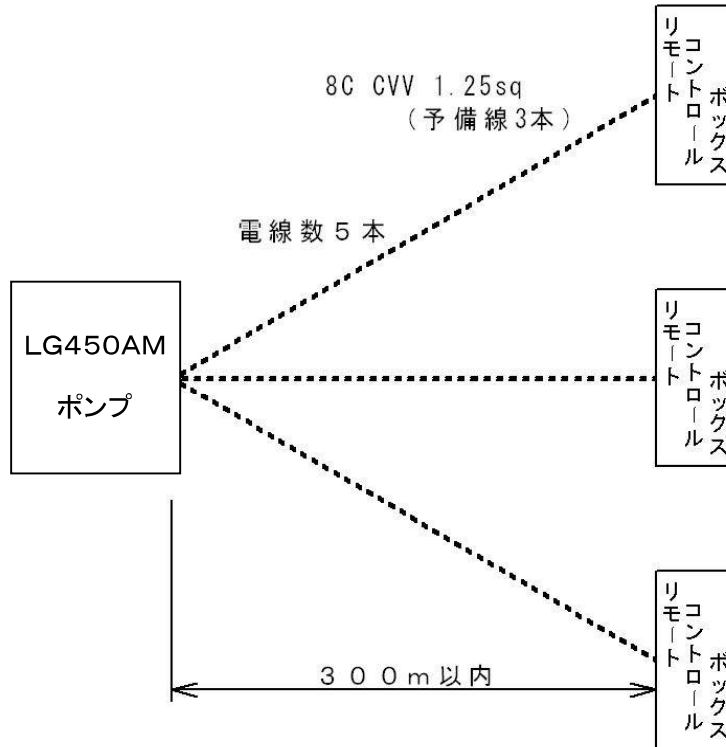 8C CVV 1.25sq
(予備線3本)
電線数5本
LG450AM
ポンプ
リモート
コントロール
ボックス
リモート
コントロール
ボックス
リモート
コントロール
ボックス
300m以内